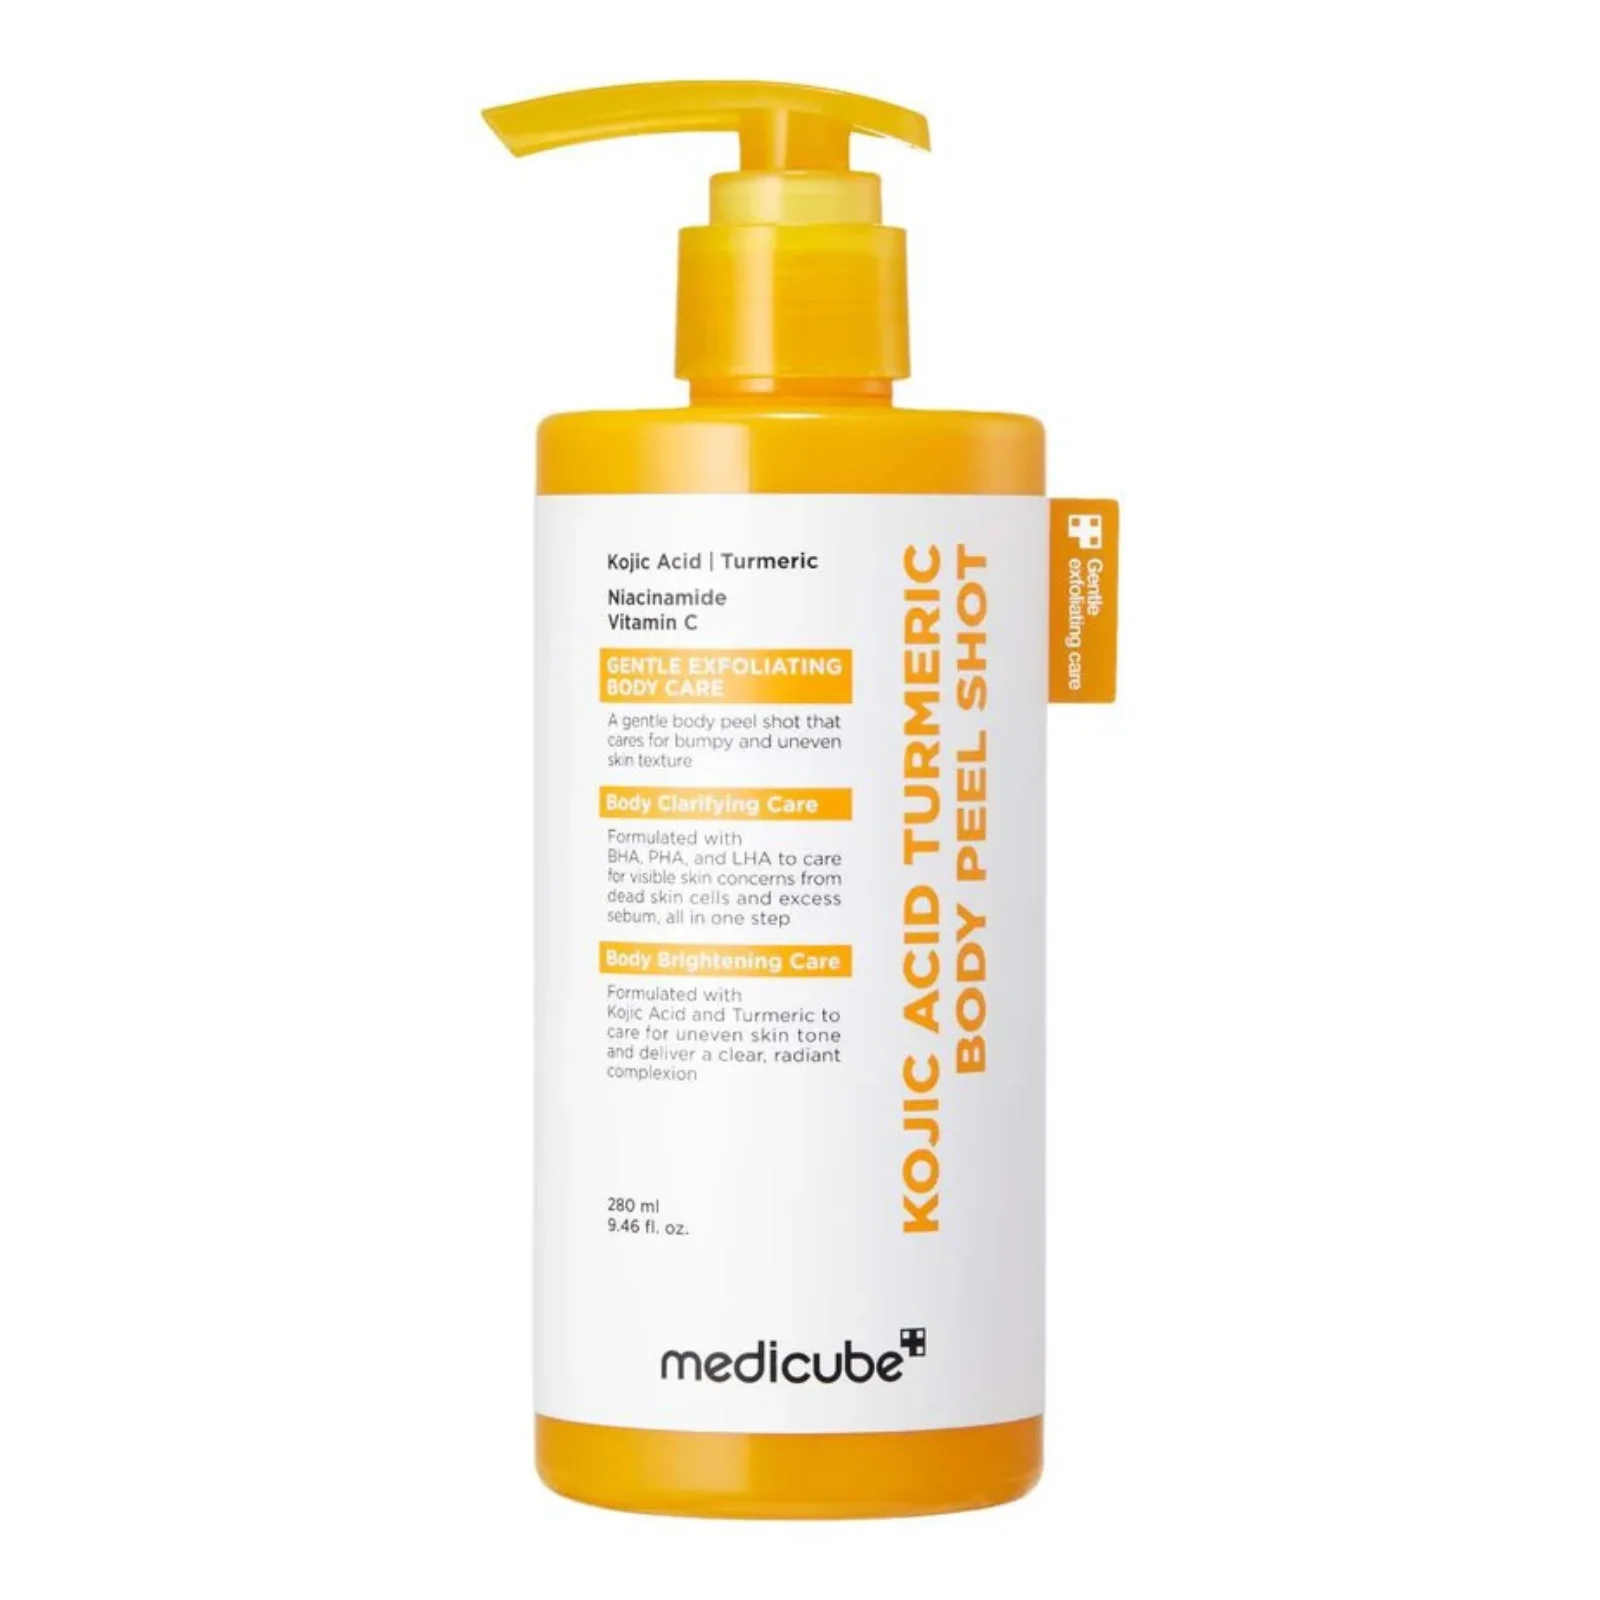 Kojic Acid | Turmeric
Niacinamide
Vitamin C
GENTLE EXFOLIATING
BODY CARE
A gentle body peel shot that
cares for bumpy and uneven
skin texture
Body Clarifying Care
Formulated with
BHA, PHA, and LHA to care
for visible skin concerns from
dead skin cells and excess
sebum, all in one step
Body Brightening Care
Formulated with
Kojic Acid and Turmeric to
care for uneven skin tone
and deliver a clear, radiant
complexion
280 ml
9.46 fl. oz.
KOJIC ACID TURMERIC
BODY PEEL SHOT
Gentle
exfoliating care
medicube